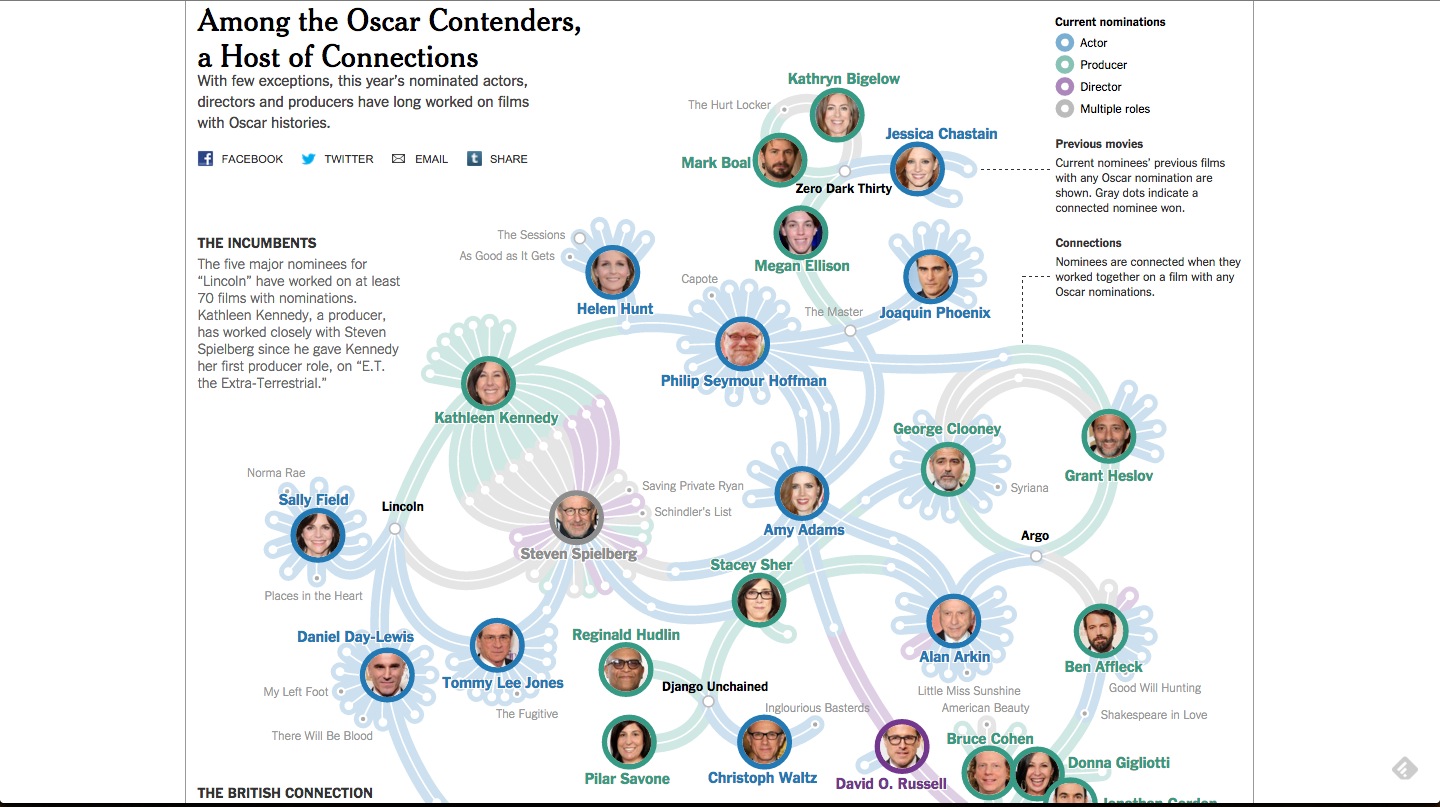 Among the Oscar Contenders,
a Host of Connections
With few exceptions, this year's nominated actors,
directors and producers have long worked on films
with Oscar histories.
FACEBOOK
TWITTER
EMAIL
SHARE
Current nominations
Actor
Producer
Director
Multiple roles
Previous movies
Current nominees' previous films
with any Oscar nomination are
shown. Gray dots indicate a
connected nominee won.
Connections
Nominees are connected when they
worked together on a film with any
Oscar nominations.
THE INCUMBENTS
The five major nominees for
“Lincoln” have worked on at least
70 films with nominations.
Kathleen Kennedy, a producer,
has worked closely with Steven
Spielberg since he gave Kennedy
her first producer role, on “E.T.
the Extra-Terrestrial.”
Kathryn Bigelow
The Hurt Locker
Jessica Chastain
Mark Boal
Zero Dark Thirty
The Sessions
As Good as It Gets
Megan Ellison
Capote
Helen Hunt
The Master
Joaquin Phoenix
Philip Seymour Hoffman
Kathleen Kennedy
George Clooney
Norma Rae
Sally Field
Lincoln
Saving Private Ryan
Schindler's List
Syriana
Grant Heslov
Amy Adams
Argo
Steven Spielberg
Stacey Sher
Places in the Heart
Daniel Day-Lewis
Reginald Hudlin
Alan Arkin
Ben Affleck
Tommy Lee Jones
Django Unchained
My Left Foot
The Fugitive
Inglourious Basterds
Little Miss Sunshine
American Beauty
Good Will Hunting
Shakespeare in Love
There Will Be Blood
Bruce Cohen
Donna Gigliotti
Pilar Savone
Christoph Waltz
David O. Russell
THE BRITISH CONNECTION